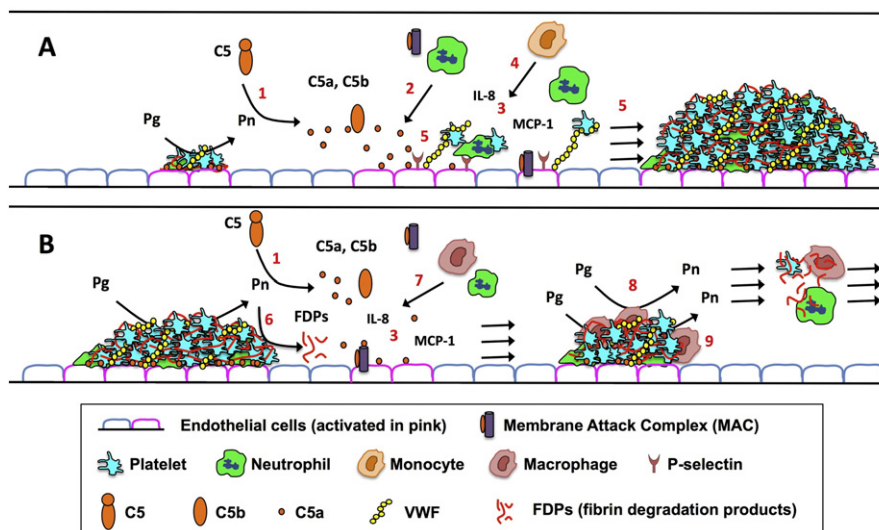 A
C5
1
Pg
Pn
C5a, C5b
2
4
IL-8
3
MCP-1
5
5
B
C5
1
Pg
Pn
C5a, C5b
6
FDPs
7
IL-8
3
MCP-1
Pg
8
Pn
Pg
Pn
9
Endothelial cells (activated in pink)
Membrane Attack Complex (MAC)
Platelet
Neutrophil
Monocyte
Macrophage
P-selectin
C5
C5b
C5a
VWF
FDPs (fibrin degradation products)